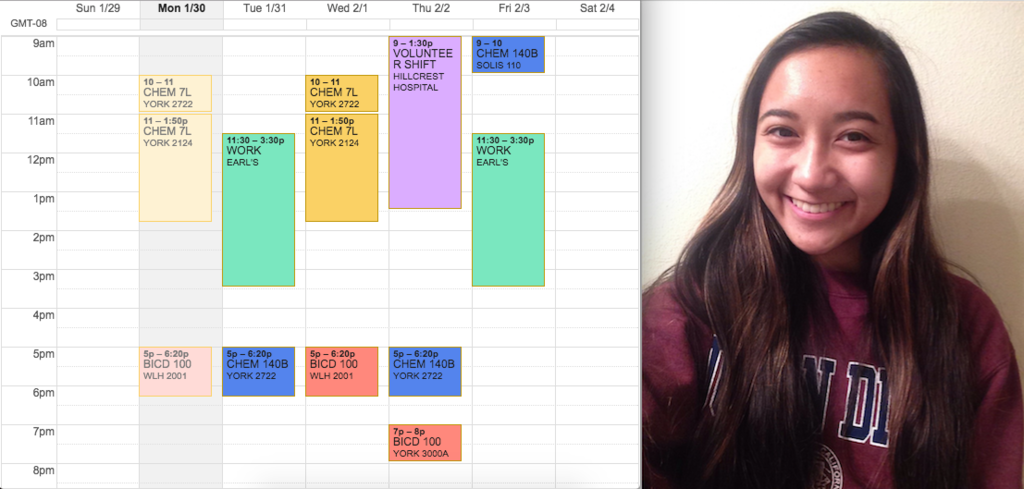 Sun 1/29
Mon 1/30
Tue 1/31
Wed 2/1
Thu 2/2
Fri 2/3
Sat 2/4
GMT-08
9am
10am
11am
12pm
1pm
2pm
3pm
4pm
5pm
6pm
7pm
8pm
10 – 11
CHEM 7L
YORK 2722
11 – 1:50p
CHEM 7L
YORK 2124
5p – 6:20p
BICD 100
WLH 2001
11:30 – 3:30p
WORK
EARL'S
5p – 6:20p
CHEM 140B
YORK 2722
10 – 11
CHEM 7L
YORK 2722
11 – 1:50p
CHEM 7L
YORK 2124
5p – 6:20p
BICD 100
WLH 2001
9 – 1:30p
VOLUNTEE
R SHIFT
HILLCREST
HOSPITAL
5p – 6:20p
CHEM 140B
YORK 2722
7p – 8p
BICD 100
YORK 3000A
9 – 10
CHEM 140B
SOLIS 110
11:30 – 3:30p
WORK
EARL'S
N DI